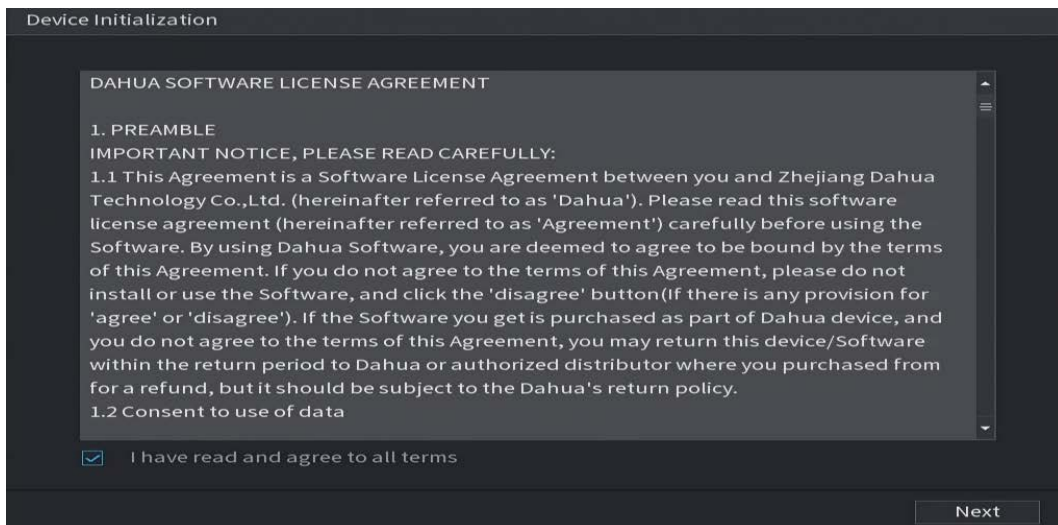 Device Initialization
DAHUA SOFTWARE LICENSE AGREEMENT
1. PREAMBLE
IMPORTANT NOTICE, PLEASE READ CAREFULLY:
1.1 This Agreement is a Software License Agreement between you and Zhejiang Dahua
Technology Co.,Ltd. (hereinafter referred to as 'Dahua'). Please read this software
license agreement (hereinafter referred to as 'Agreement') carefully before using the
Software. By using Dahua Software, you are deemed to agree to be bound by the terms
of this Agreement. If you do not agree to the terms of this Agreement, please do not
install or use the Software, and click the 'disagree' button(If there is any provision for
'agree' or 'disagree'). If the Software you get is purchased as part of Dahua device, and
you do not agree to the terms of this Agreement, you may return this device/Software
within the return period to Dahua or authorized distributor where you purchased from
for a refund, but it should be subject to the Dahua's return policy.
1.2 Consent to use of data
I have read and agree to all terms
Next